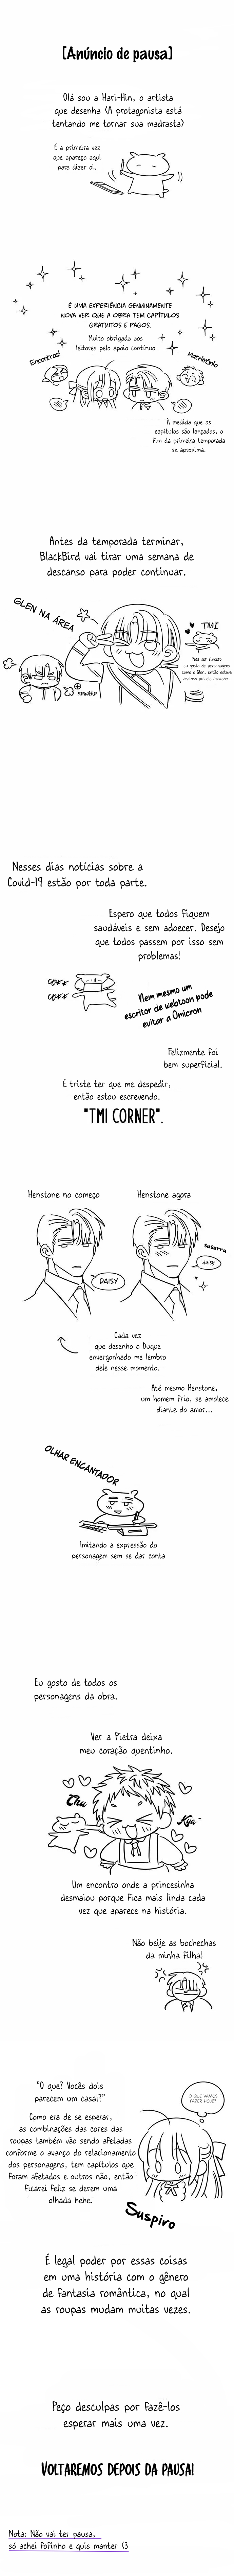 [Anúncio de pausa]
Olá sou a Hari-Hin, o artista
que desenha (A protagonista está
tentando me tornar sua madrasta)
É a primeira vez
que apareço aqui
para dizer oi.
É UMA EXPERIÊNCIA GENUINAMENTE
NOVA VER QUE A OBRA TEM CAPÍTULOS
GRATUITOS E PAGOS.
Muito obrigada aos
leitores pelo apoio contínuo
Encontros!
Matrimônio
À medida que os
capítulos são lançados, o
fim da primeira temporada
se aproxima.
Antes da temporada terminar,
BlackBird vai tirar uma semana de
descanso para poder continuar.
GLEN NA ÁREA
TMI
Nesses dias notícias sobre a
Covid-19 estão por toda parte.
Espero que todos fiquem
saudáveis e sem adoecer. Desejo
que todos passem por isso sem
problemas!
COFF
COFF
Nem mesmo um
escritor de webtoon pode
evitar a Omicron
Felizmente foi
bem superficial.
É triste ter que me despedir,
então estou escrevendo.
"TMI CORNER".
Henstone no começo
Henstone agora
SUSURRA
DAISY
DAISY
Cada vez
que desenho o Duque
envergonhado me lembro
dele nesse momento.
Até mesmo Henstone,
um homem frio, se amolece
diante do amor...
OLHAR ENCANTADOR
Imitando a expressão do
personagem sem se dar conta
Eu gosto de todos os
personagens da obra.
Ver a Pietra deixa
meu coração quentinho.
Chu
Kya~
Um encontro onde a princesinha
desmaiou porque fica mais linda cada
vez que aparece na história.
Não beije as bochechas
da minha filha!
"O que? Vocês dois
parecem um casal?"
O QUE VAMOS
FAZER HOJE?
Como era de se esperar,
as combinações das cores das
roupas também vão sendo afetadas
conforme o avanço do relacionamento
dos personagens, tem capítulos que
foram afetados e outros não, então
ficarei feliz se derem uma
olhada hehe.
Suspiro
É legal poder por essas coisas
em uma história com o gênero
de fantasia romântica, no qual
as roupas mudam muitas vezes.
Peço desculpas por fazê-los
esperar mais uma vez.
VOLTAREMOS DEPOIS DA PAUSA!
Nota: Não vai ter pausa,
só achei fofinho e quis manter <3